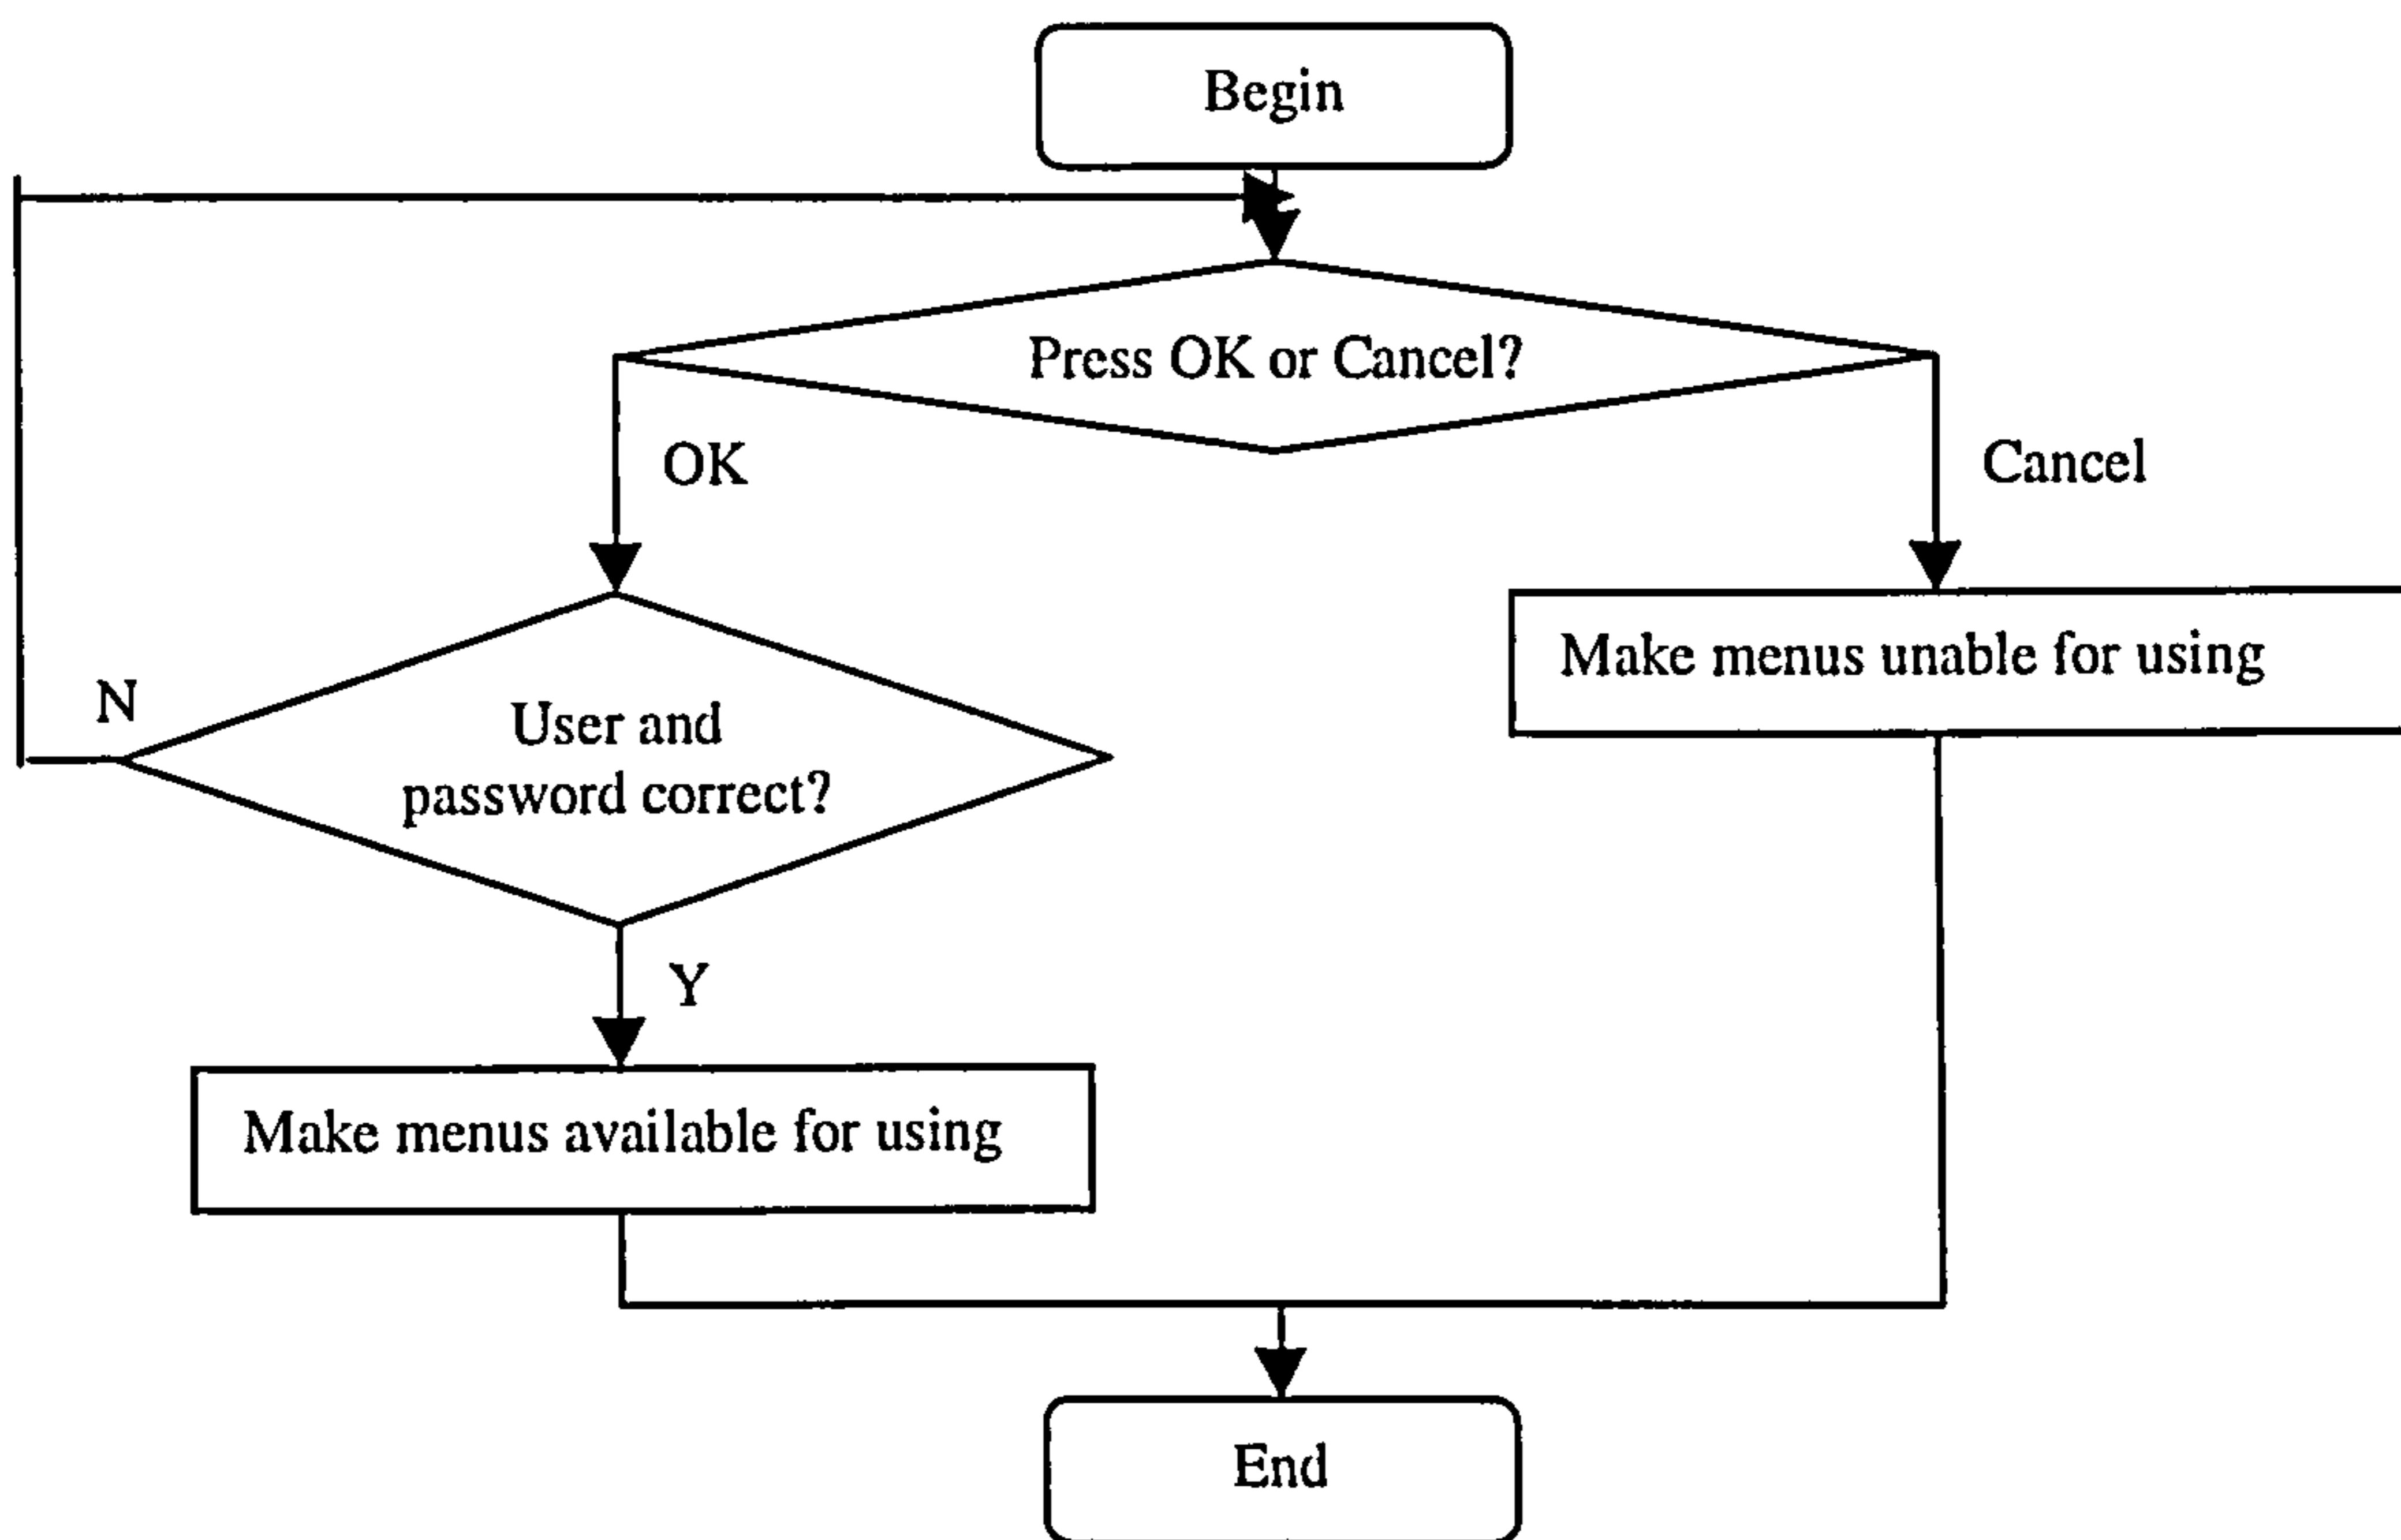 Begin
Press OK or Cancel?
OK
Cancel
Make menus unable for using
N
User and
password correct?
Y
Make menus available for using
End